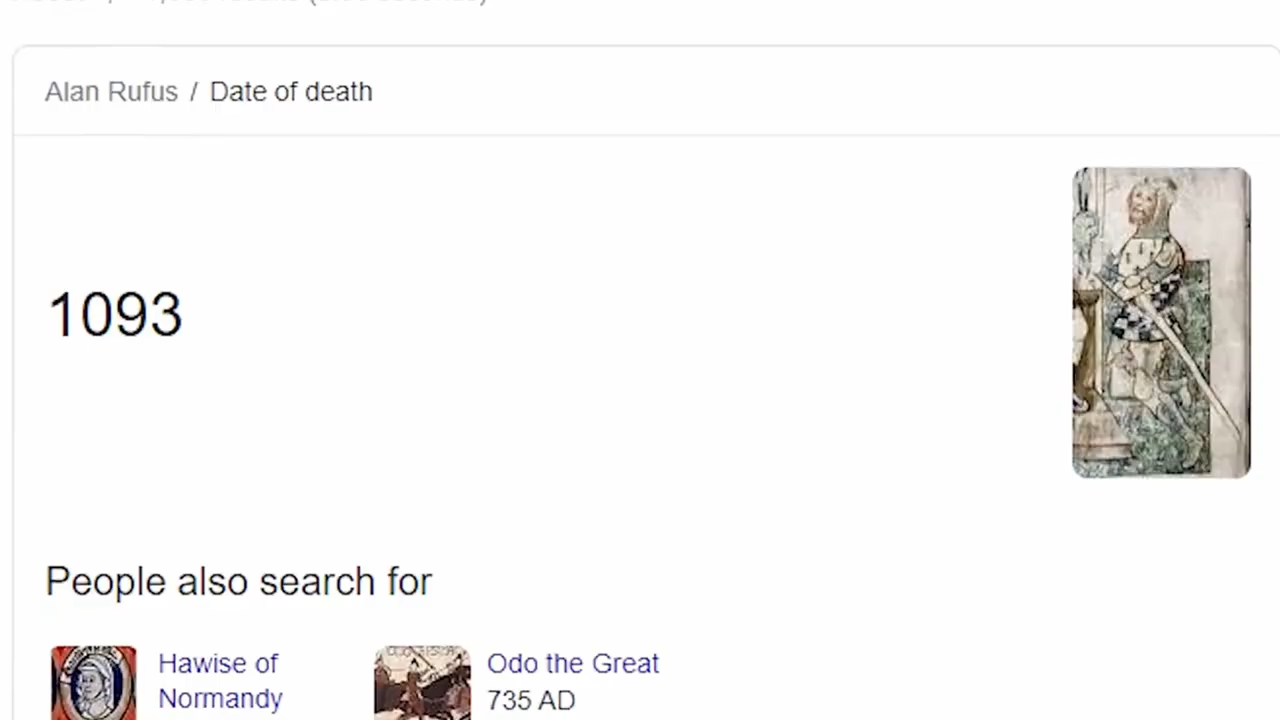 Alan Rufus / Date of death
1093
People also search for
Hawise of
Normandy
Odo the Great
735 AD